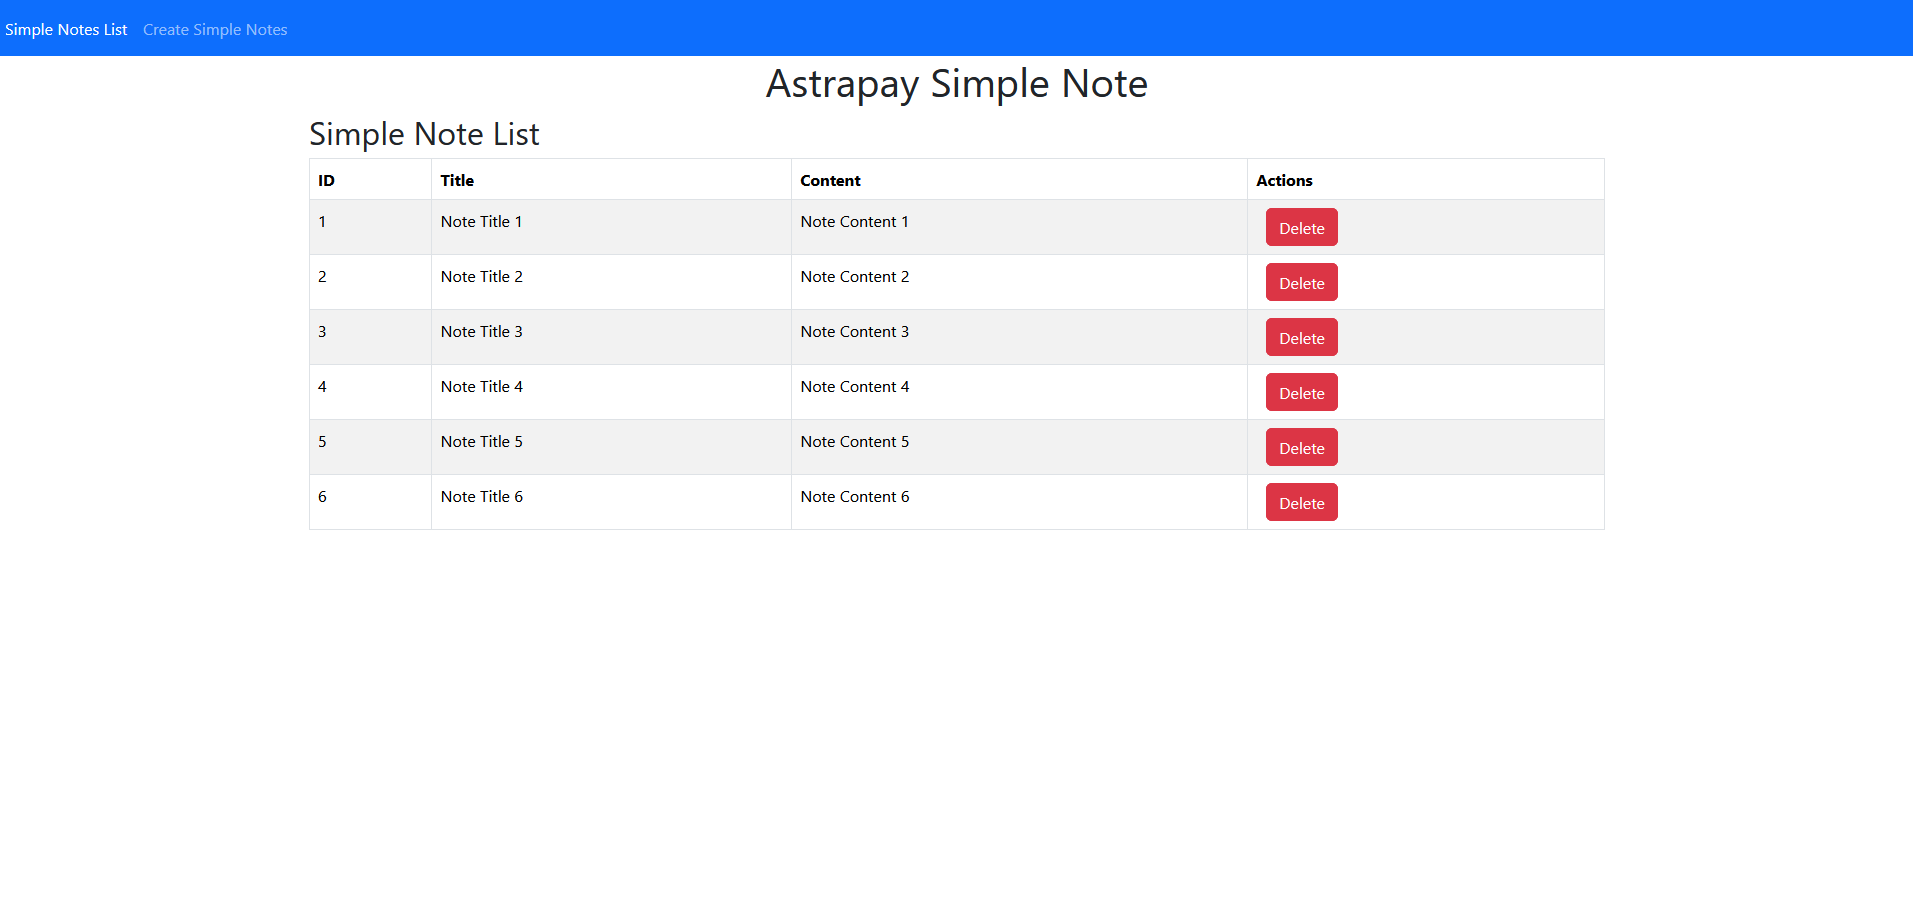 Simple Notes List Create Simple Notes
Astrapay Simple Note
Simple Note List
ID Title Content Actions
1 Note Title 1 Note Content 1 Delete
2 Note Title 2 Note Content 2 Delete
3 Note Title 3 Note Content 3 Delete
4 Note Title 4 Note Content 4 Delete
5 Note Title 5 Note Content 5 Delete
6 Note Title 6 Note Content 6 Delete